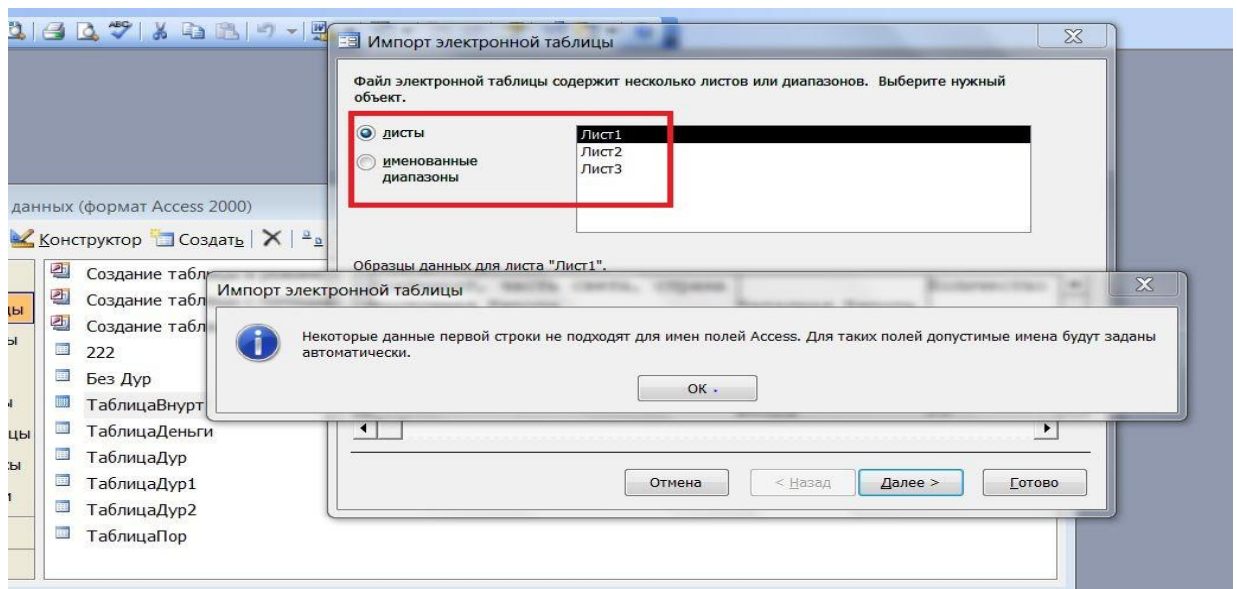 Импорт электронной таблицы
Файл электронной таблицы содержит несколько листов или диапазонов. Выберите нужный
объект.
листы
именованные
диапазоны
Лист1
Лист2
Лист3
данных (формат Access 2000)
Конструктор Создать
Образцы данных для листа "Лист1".
Создание
Создание
Создание
222
Без Дур
ТаблицаВнурт
ТаблицаДеньги
ТаблицаДур
ТаблицаДур1
ТаблицаДур2
ТаблицаПор
Импорт электронной таблицы
Некоторые данные первой строки не подходят для имен полей Access. Для таких полей допустимые имена будут заданы
автоматически.
ОК
Отмена < Назад Далее > Готово